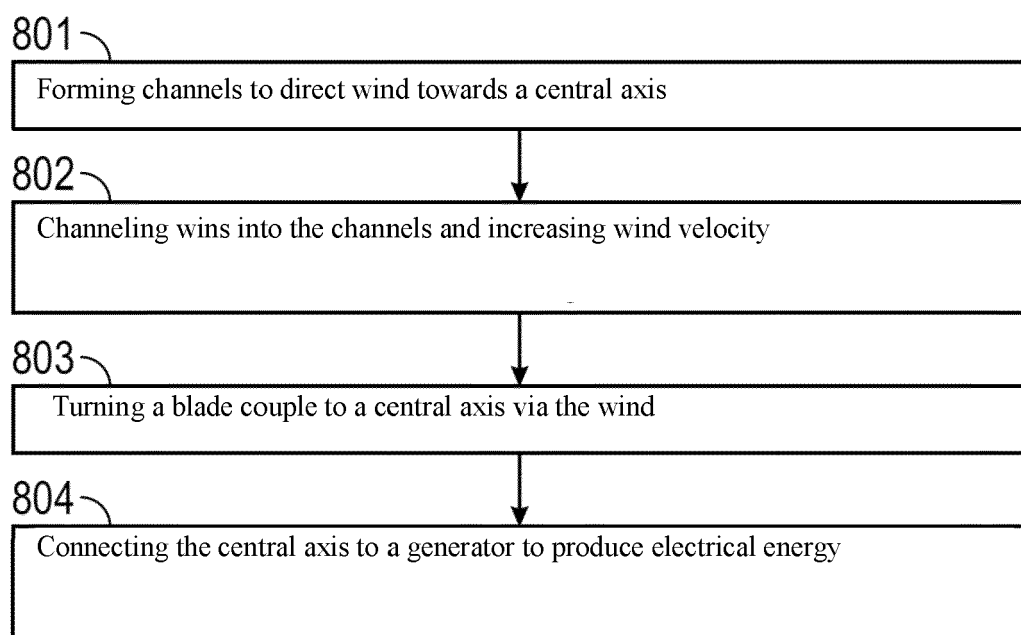 801
Forming channels to direct wind towards a central axis
802
Channeling wins into the channels and increasing wind velocity
803
Turning a blade couple to a central axis via the wind
804
Connecting the central axis to a generator to produce electrical energy